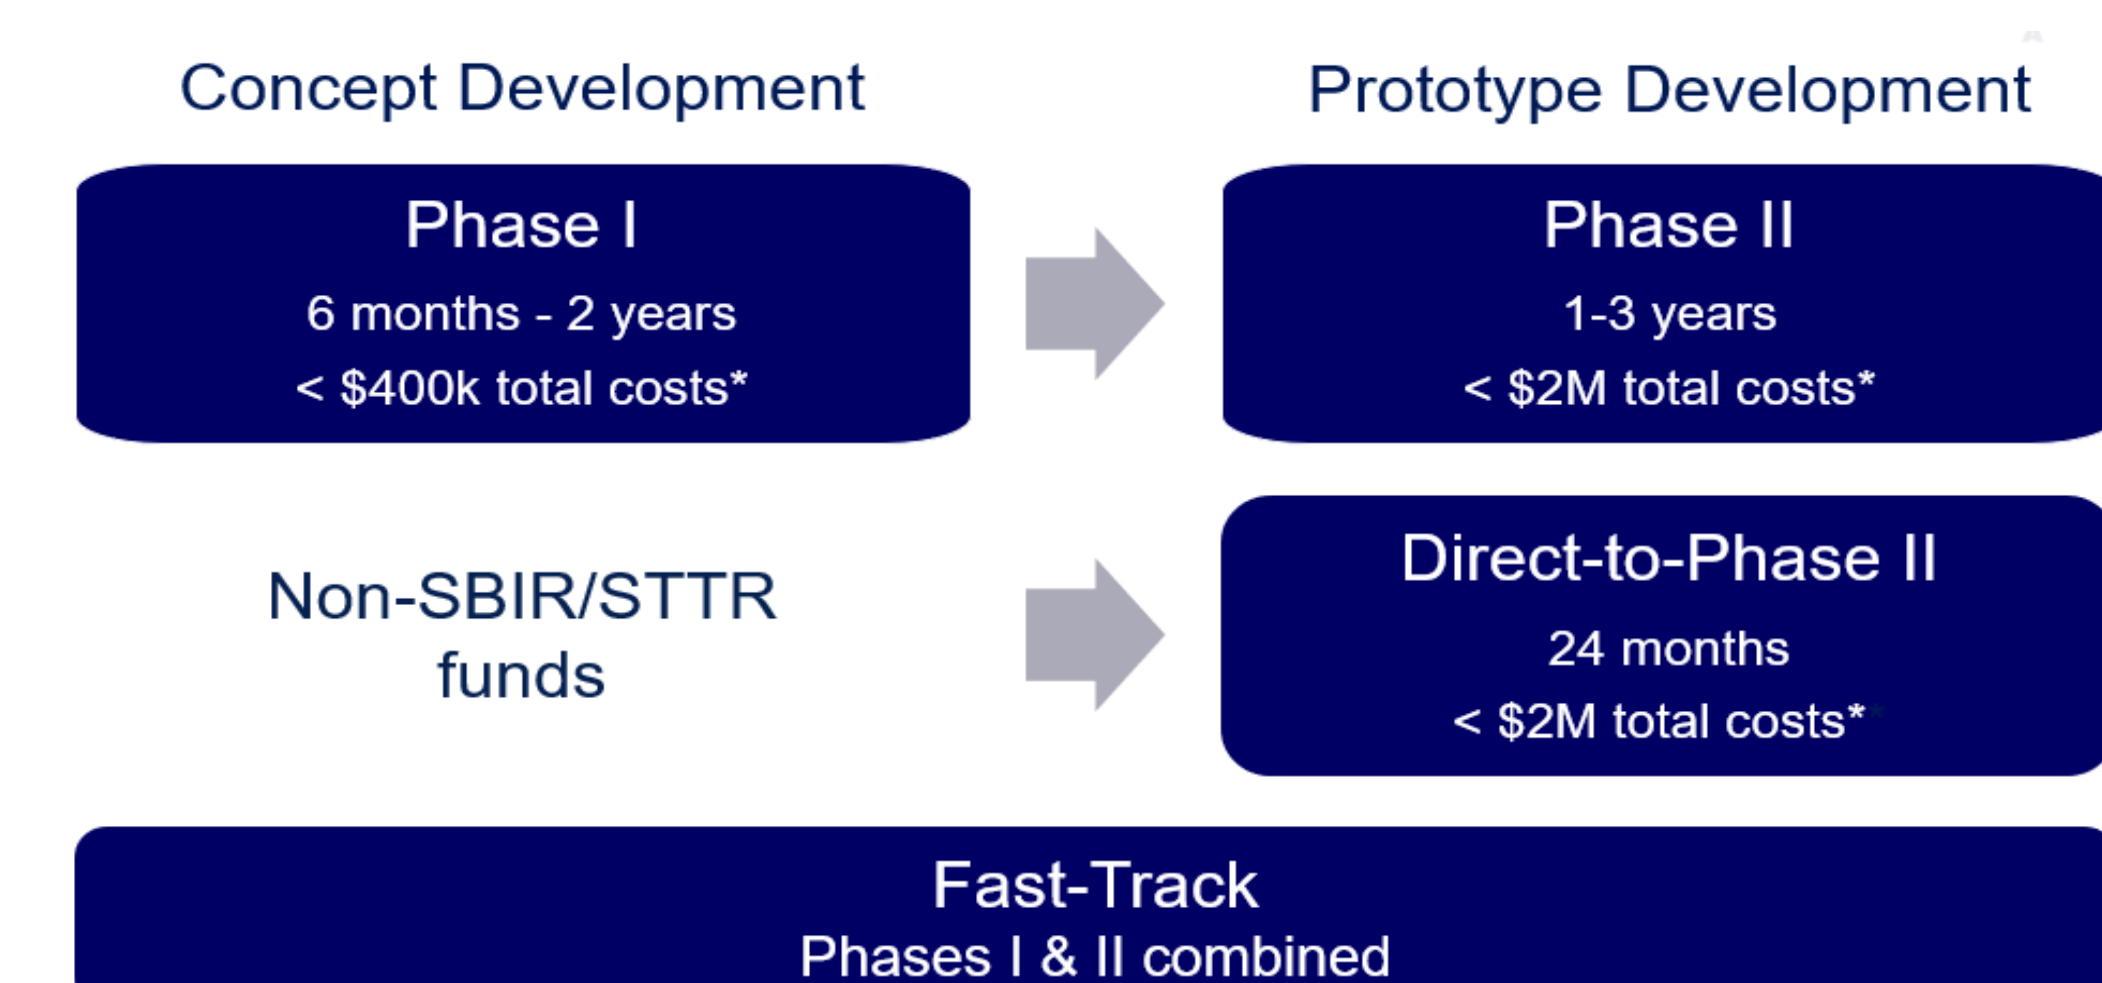 Concept Development
Prototype Development
Phase I
6 months - 2 years
< $400k total costs*
Phase II
1-3 years
< $2M total costs*
Non-SBIR/STTR
funds
Direct-to-Phase II
24 months
< $2M total costs**
Fast-Track
Phases I & II combined